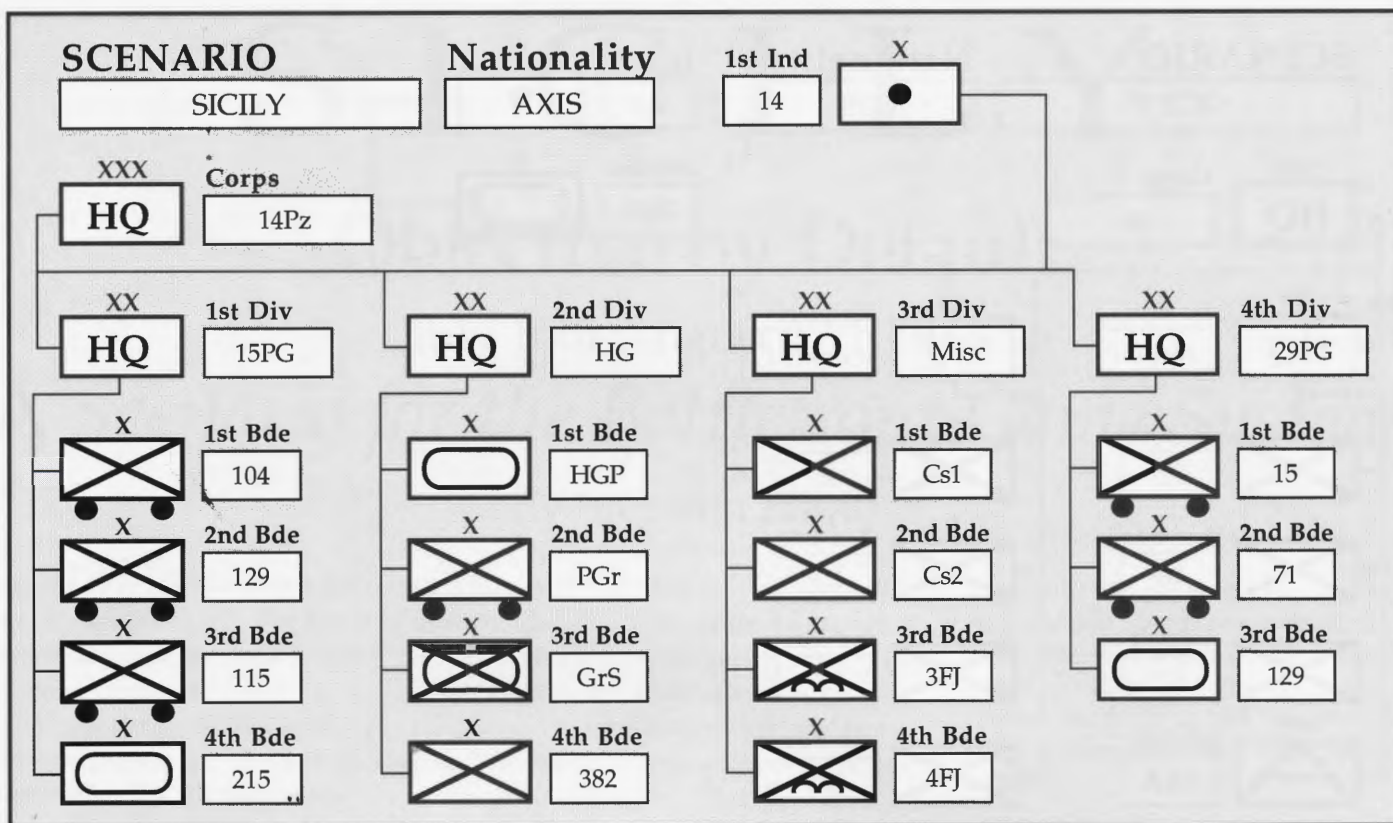 SCENARIO Nationality 1st Ind X
SICILY AXIS 14
XXX Corps
HQ 14Pz
XX 1st Div XX 2nd Div XX 3rd Div XX 4th Div
HQ 15PG HQ HG HQ Misc HQ 29PG
X 1st Bde X 1st Bde X 1st Bde X 1st Bde
104 HGP Cs1 15
X 2nd Bde X 2nd Bde X 2nd Bde X 2nd Bde
129 PGr Cs2 71
X 3rd Bde 3rd Bde X 3rd Bde X 3rd Bde
115 GrS 3FJ 129
X 4th Bde X 4th Bde X 4th Bde
215 382 4FJ